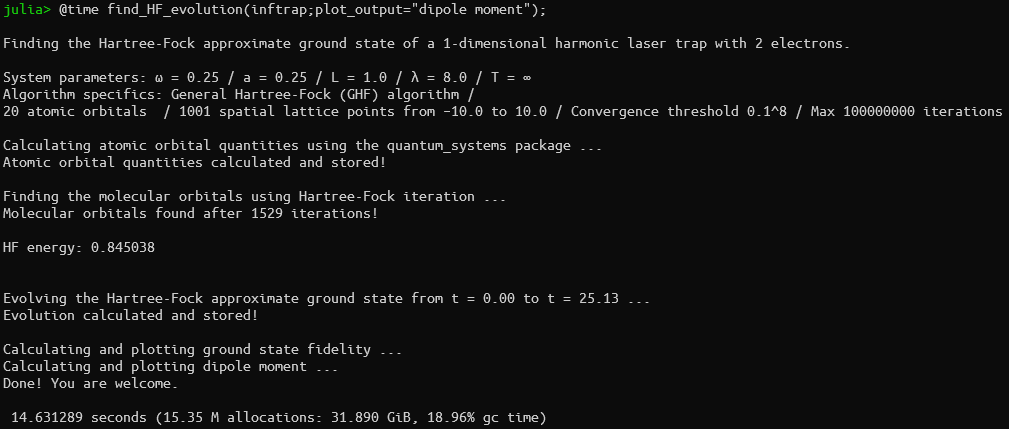 julia> @time find_HF_evolution(inftrap;plot_output="dipole moment");
Finding the Hartree-Fock approximate ground state of a 1-dimensional harmonic laser trap with 2 electrons.
System parameters: ω = 0.25 / a = 0.25 / L = 1.0 / λ = 8.0 / T = ∞
Algorithm specifics: General Hartree-Fock (GHF) algorithm /
20 atomic orbitals  / 1001 spatial lattice points from -10.0 to 10.0 / Convergence threshold 0.1^8 / Max 100000000 iterations
Calculating atomic orbital quantities using the quantum_systems package ...
Atomic orbital quantities calculated and stored!
Finding the molecular orbitals using Hartree-Fock iteration ...
Molecular orbitals found after 1529 iterations!
HF energy: 0.845038
Evolving the Hartree-Fock approximate ground state from t = 0.00 to t = 25.13 ...
Evolution calculated and stored!
Calculating and plotting ground state fidelity ...
Calculating and plotting dipole moment ...
Done! You are welcome.
14.631289 seconds (15.35 M allocations: 31.890 GiB, 18.96% gc time)